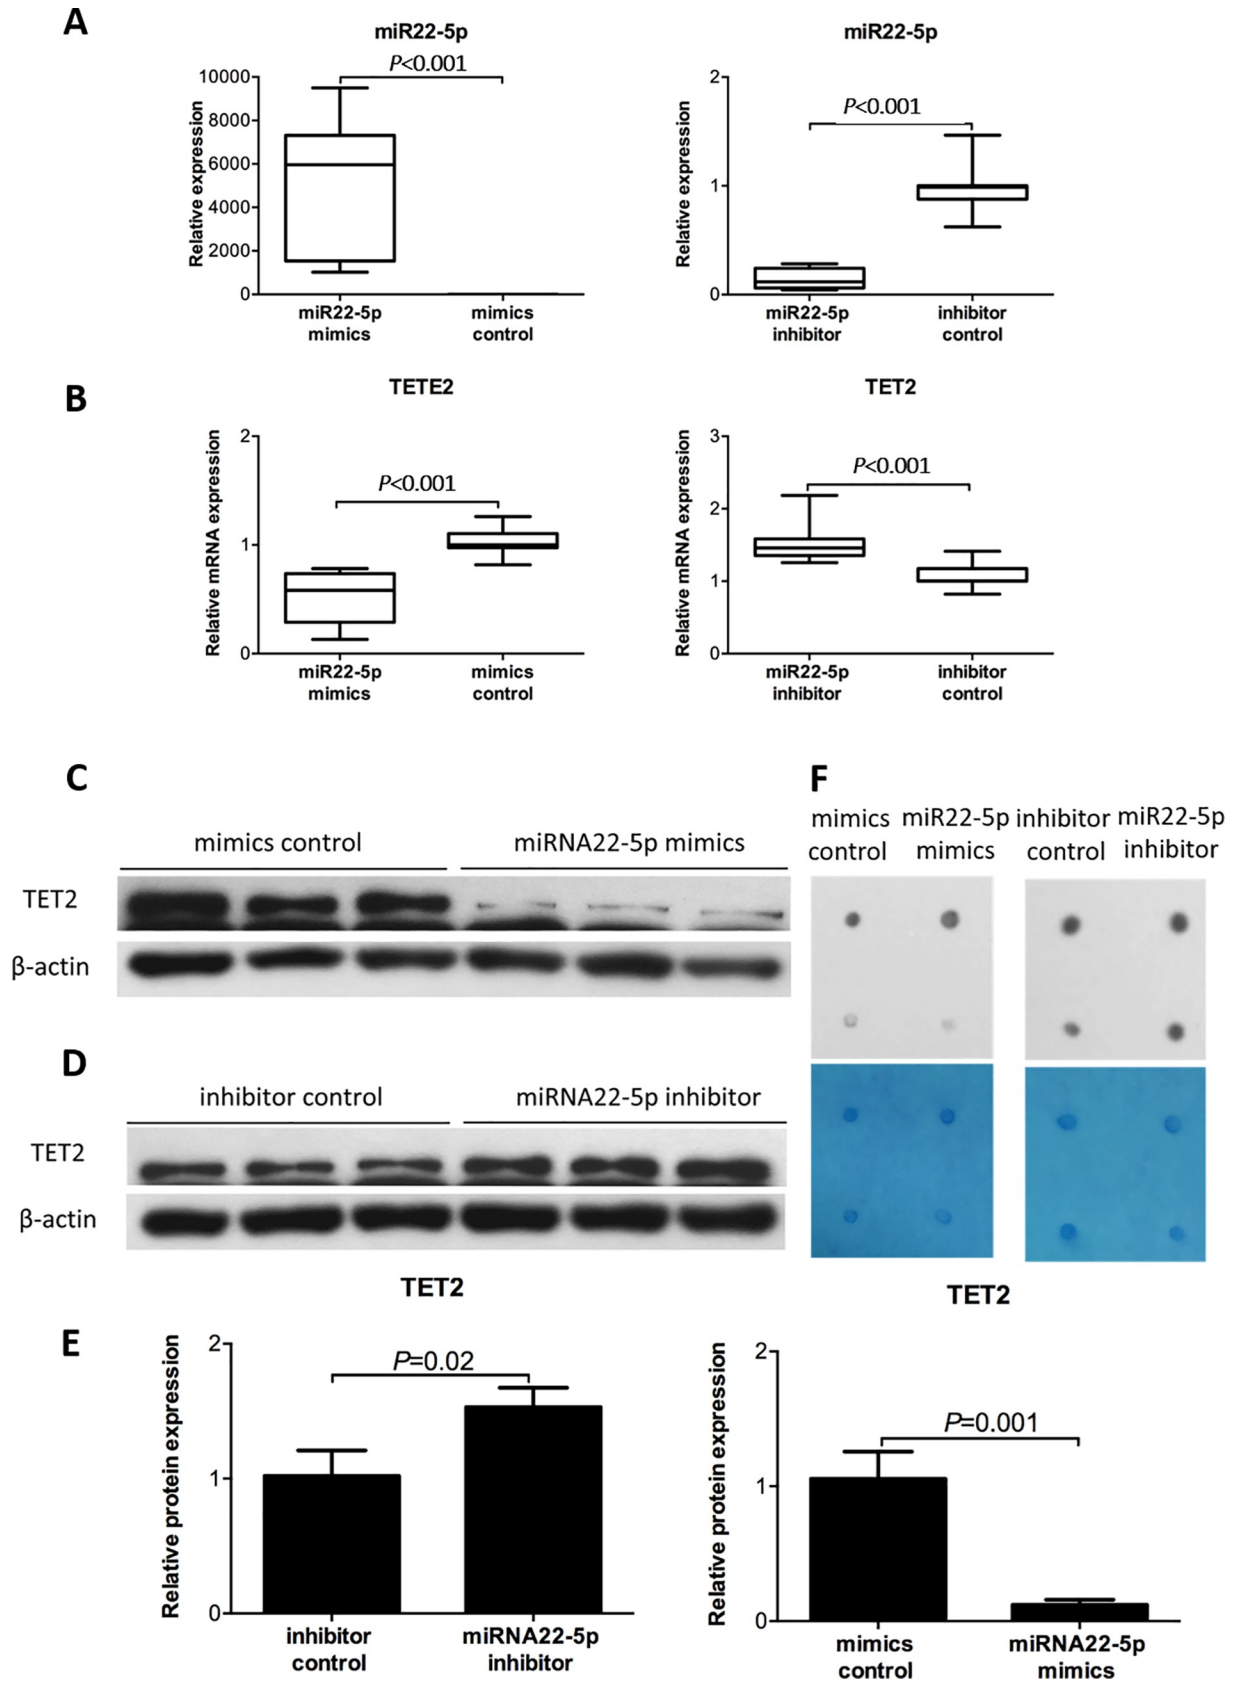 A
miR22-5p
P<0.001
10000
8000
6000
4000
2000
0
Relative expression
miR22-5p
mimics
mimics
control
miR22-5p
P<0.001
2
1
0
Relative expression
miR22-5p
inhibitor
inhibitor
control
B
TETE2
P<0.001
2
1
0
Relative mRNA expression
miR22-5p
mimics
mimics
control
TET2
P<0.001
3
2
1
0
Relative mRNA expression
miR22-5p
inhibitor
inhibitor
control
C
mimics control
miRNA22-5p mimics
TET2
β-actin
D
inhibitor control
miRNA22-5p inhibitor
TET2
β-actin
F
mimics
control
miR22-5p
mimics
inhibitor
control
miR22-5p
inhibitor
E
TET2
P=0.02
2
1
0
Relative protein expression
inhibitor
control
miRNA22-5p
inhibitor
TET2
P=0.001
2
1
0
Relative protein expression
mimics
control
miRNA22-5p
mimics